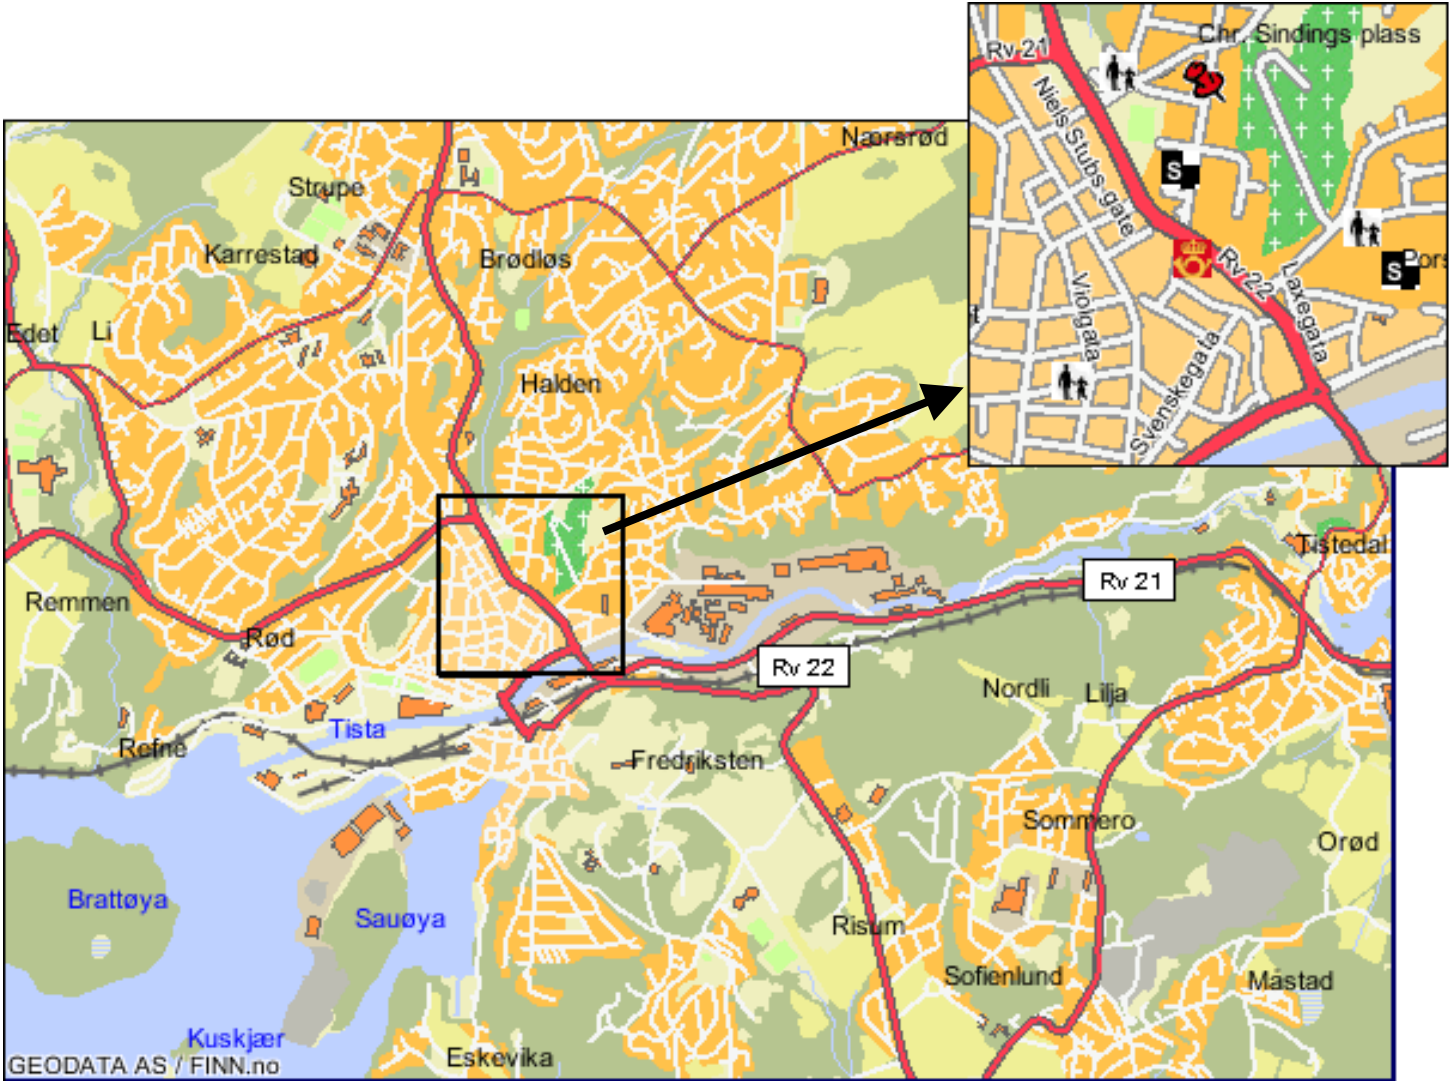 Chr. Sindings plass
Rv 21
Niels Stubs gate
S
Rv 22
Laxegata
S
Violgata
Svenskegata
Nærsrød
Strupe
Karrestad
Brødløs
Edet
Li
Halden
Tistedal
Rv 21
Remmen
Rød
Rv 22
Nordli
Lilja
Tista
Refne
Fredriksten
Sommero
Orød
Brattøya
Sauøya
Risum
Sofienlund
Måstad
Kuskjær
Eskevika
GEODATA AS / FINN.no